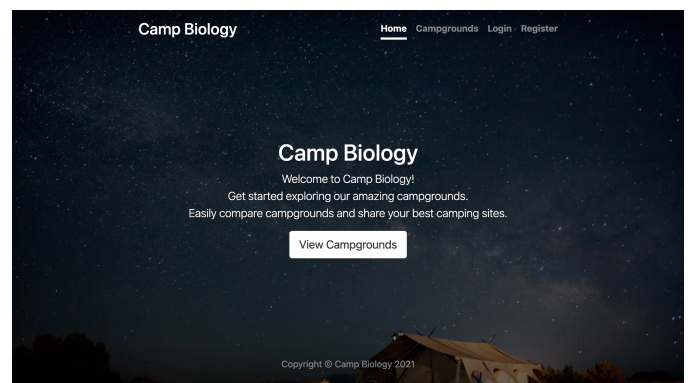 Camp Biology
Home Campgrounds Login Register
Camp Biology
Welcome to Camp Biology!
Get started exploring our amazing campgrounds.
Easily compare campgrounds and share your best camping sites.
View Campgrounds
Copyright © Camp Biology 2021